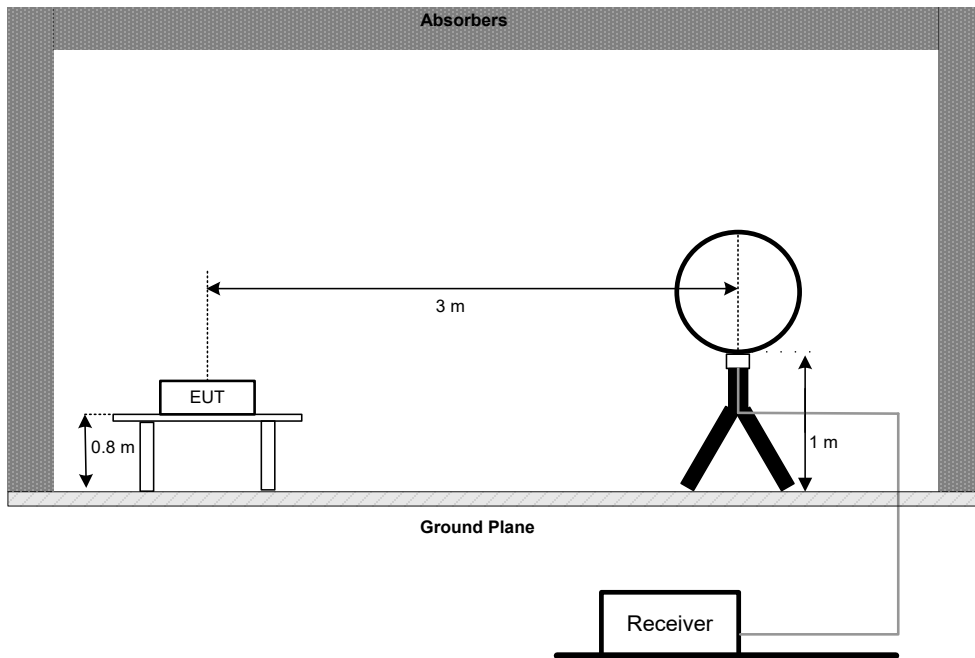 Absorbers
3 m
EUT
0.8 m
1 m
Ground Plane
Receiver